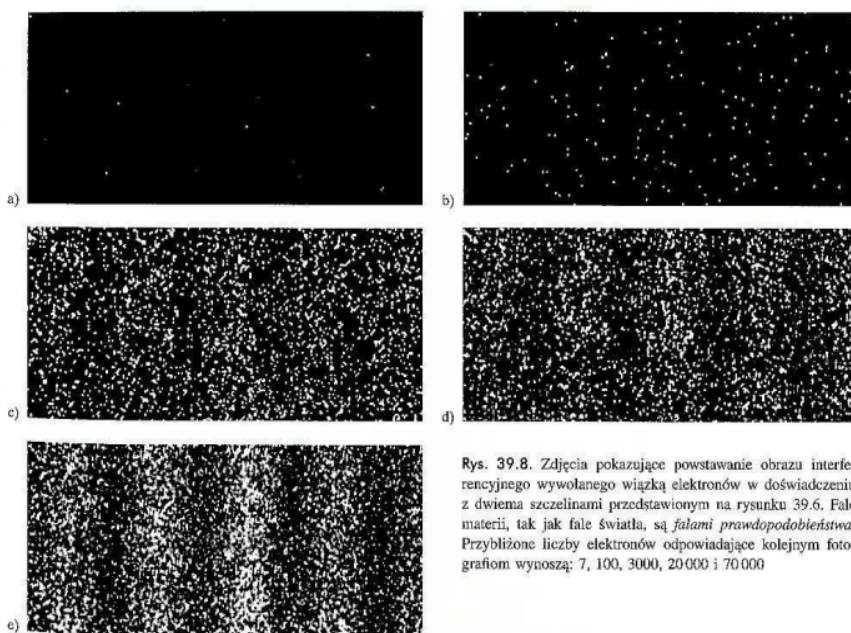 a)
b)
c)
d)
e)
Rys. 39.8. Zdjęcia pokazujące powstawanie obrazu interfe-
rencyjnego wywołanego wiązką elektronów w doświadczeniu
z dwiema szczelinami przedstawionym na rysunku 39.6. Fale
materii, tak jak fale światła, są falami prawdopodobieństwa.
Przybliżone liczby elektronów odpowiadające kolejnym foto-
grafiom wynoszą: 7, 100, 3000, 20 000 i 70 000